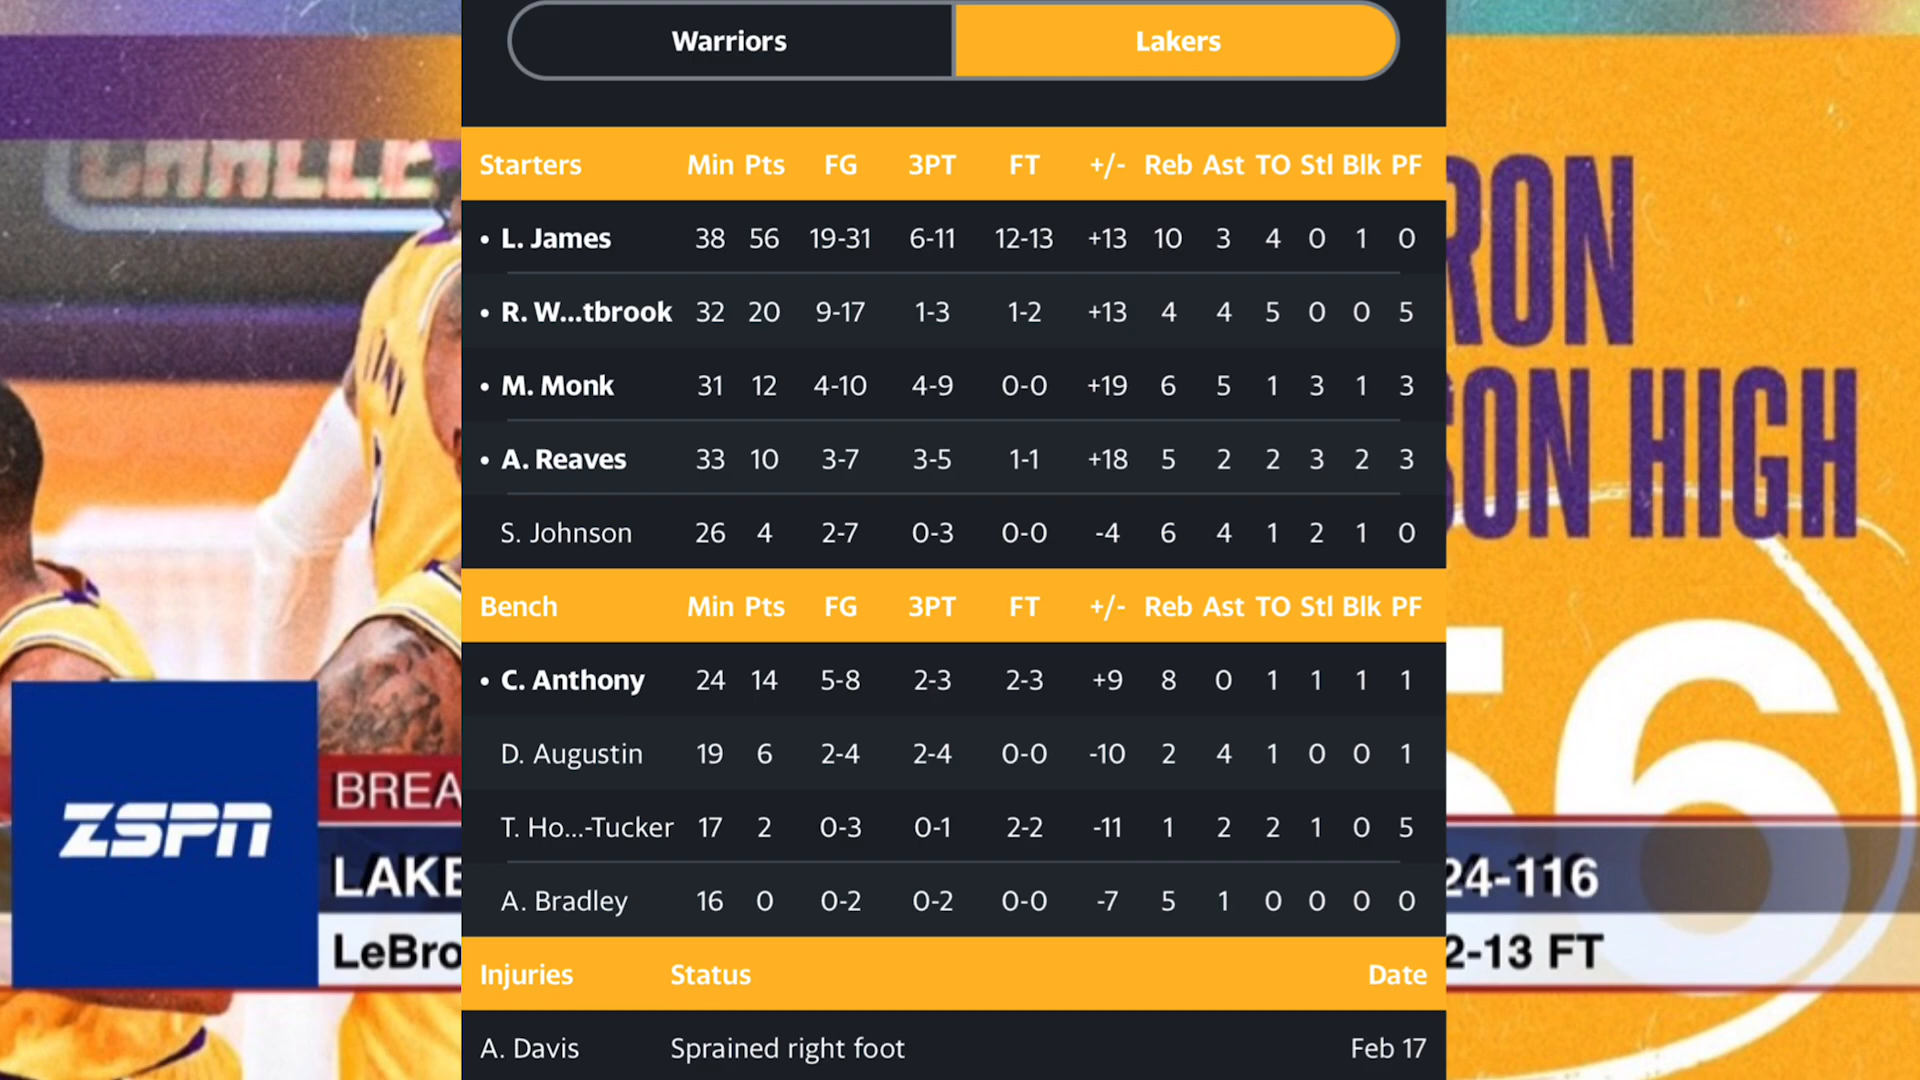 Warriors Lakers
Starters Min Pts FG 3PT FT +/- Reb Ast TO Stl Blk PF
• L. James 38 56 19-31 6-11 12-13 +13 10 3 4 0 1 0
• R. W...tbrook 32 20 9-17 1-3 1-2 +13 4 4 5 0 0 5
• M. Monk 31 12 4-10 4-9 0-0 +19 6 5 1 3 1 3
• A. Reaves 33 10 3-7 3-5 1-1 +18 5 2 2 3 2 3
S. Johnson 26 4 2-7 0-3 0-0 -4 6 4 1 2 1 0
Bench Min Pts FG 3PT FT +/- Reb Ast TO Stl Blk PF
• C. Anthony 24 14 5-8 2-3 2-3 +9 8 0 1 1 1 1
D. Augustin 19 6 2-4 2-4 0-0 -10 2 4 1 0 0 1
T. Ho...-Tucker 17 2 0-3 0-1 2-2 -11 1 2 2 1 0 5
A. Bradley 16 0 0-2 0-2 0-0 -7 5 1 0 0 0 0
Injuries Status Date
A. Davis Sprained right foot Feb 17
CHALLE
ZSPN
BREA
LAKE
LeBro
RON
SON HIGH
56
24-116
2-13 FT